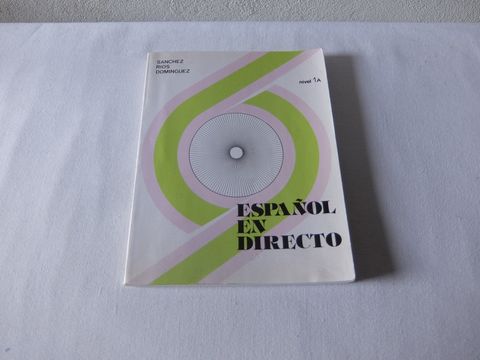 SANCHEZ
RIOS
DOMINGUEZ
nivel 1A
ESPAÑOL
EN
DIRECTO